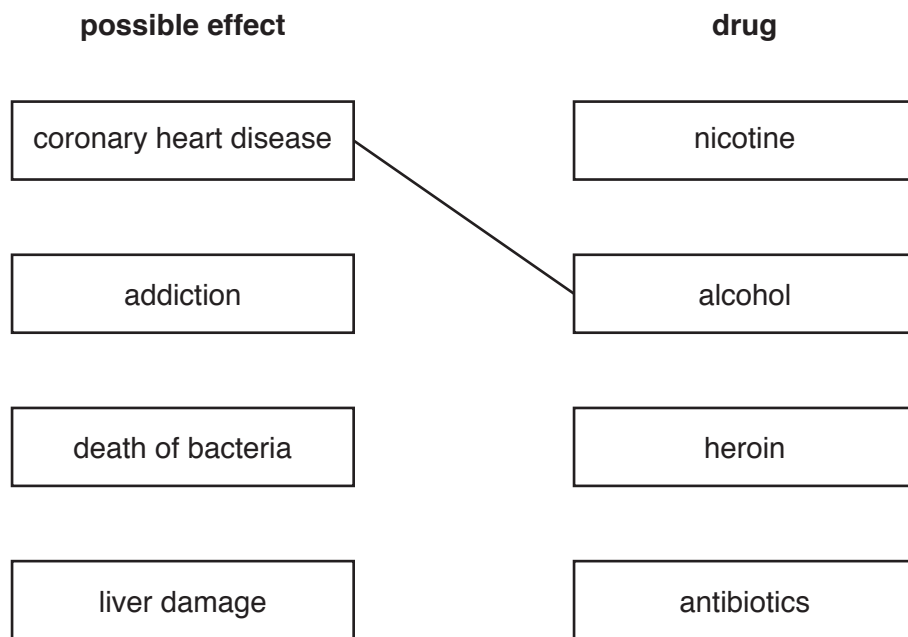 possible effect
drug
coronary heart disease
nicotine
addiction
alcohol
death of bacteria
heroin
liver damage
antibiotics